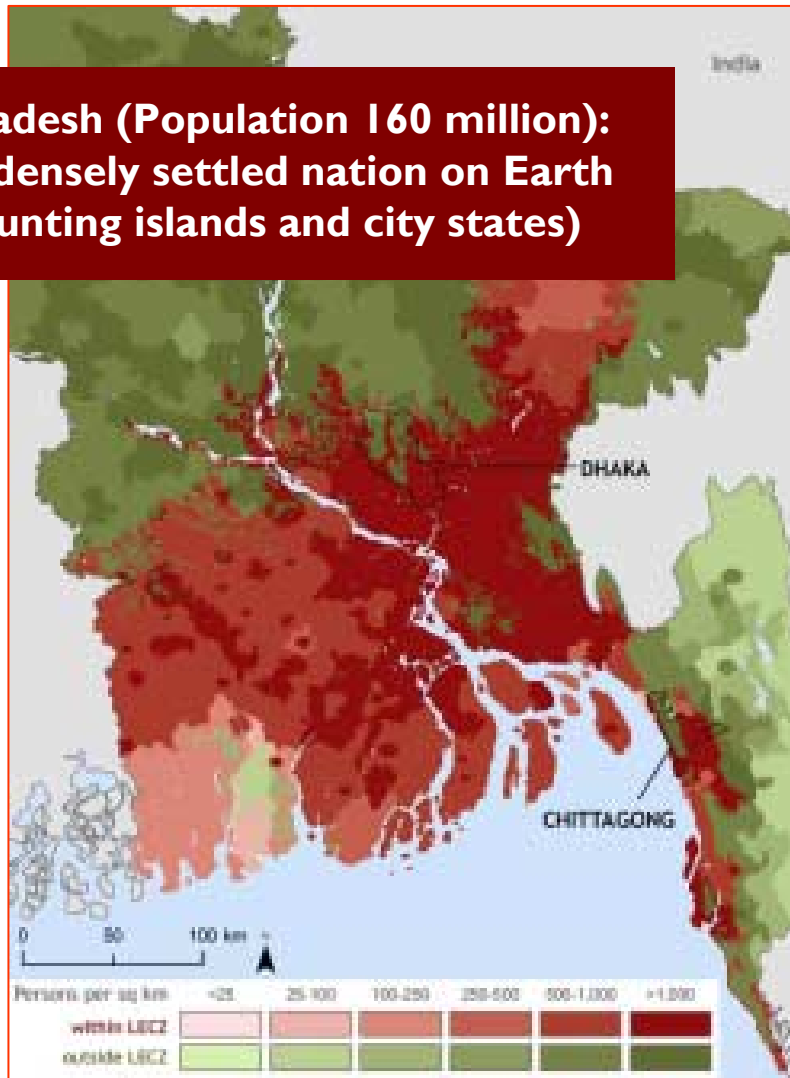 India
adesh (Population 160 million):
densely settled nation on Earth
unting islands and city states)
DHAKA
CHITTAGONG
0 50 100 km
Persons per sq km <25 25-100 100-250 250-500 500-1,000 >1,000
within LECZ
outside LECZ